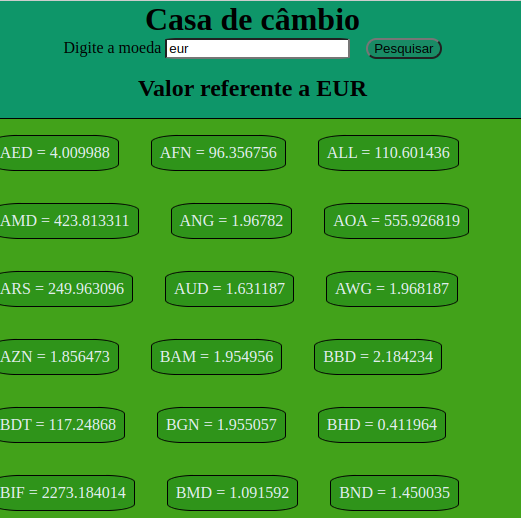 Casa de câmbio
Digite a moeda eur Pesquisar
Valor referente a EUR
AED = 4.009988 AFN = 96.356756 ALL = 110.601436
AMD = 423.813311 ANG = 1.96782 AOA = 555.926819
ARS = 249.963096 AUD = 1.631187 AWG = 1.968187
AZN = 1.856473 BAM = 1.954956 BBD = 2.184234
BDT = 117.24868 BGN = 1.955057 BHD = 0.411964
BIF = 2273.184014 BMD = 1.091592 BND = 1.450035